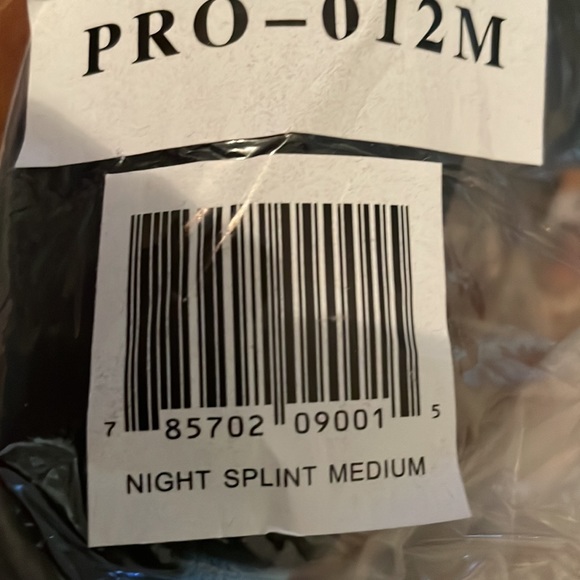 PRO-012M
7 85702 09001 5
NIGHT SPLINT MEDIUM